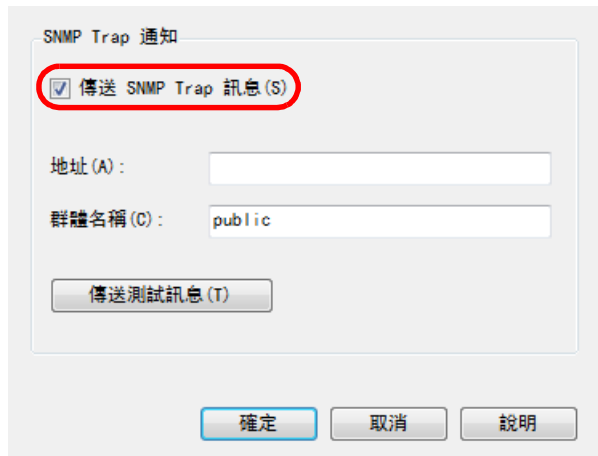 SNMP Trap 通知
傳送 SNMP Trap 訊息(S)
地址(A):
群體名稱(C): public
傳送測試訊息(T)
確定 取消 說明